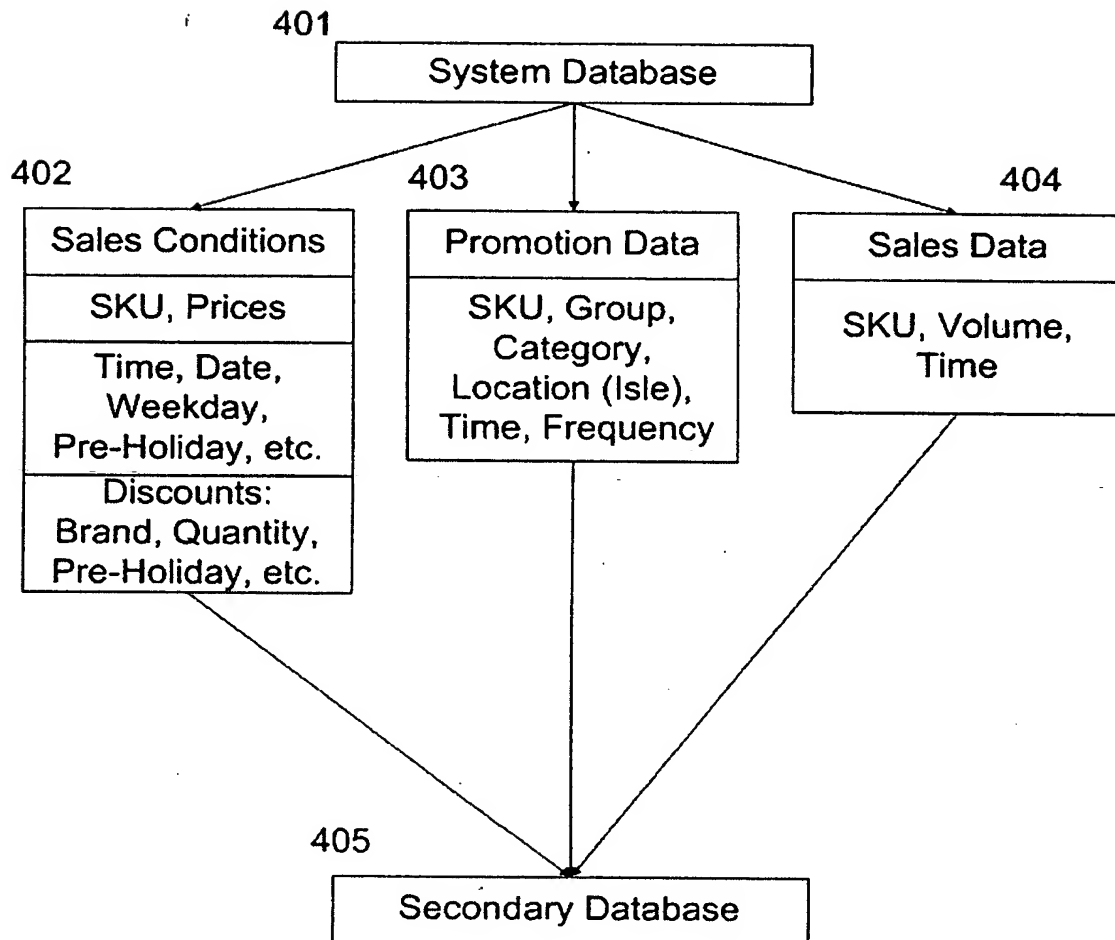 401
System Database
402
403
404
Sales Conditions
SKU, Prices
Time, Date,
Weekday,
Pre-Holiday, etc.
Discounts:
Brand, Quantity,
Pre-Holiday, etc.
Promotion Data
SKU, Group,
Category,
Location (Isle),
Time, Frequency
Sales Data
SKU, Volume,
Time
405
Secondary Database